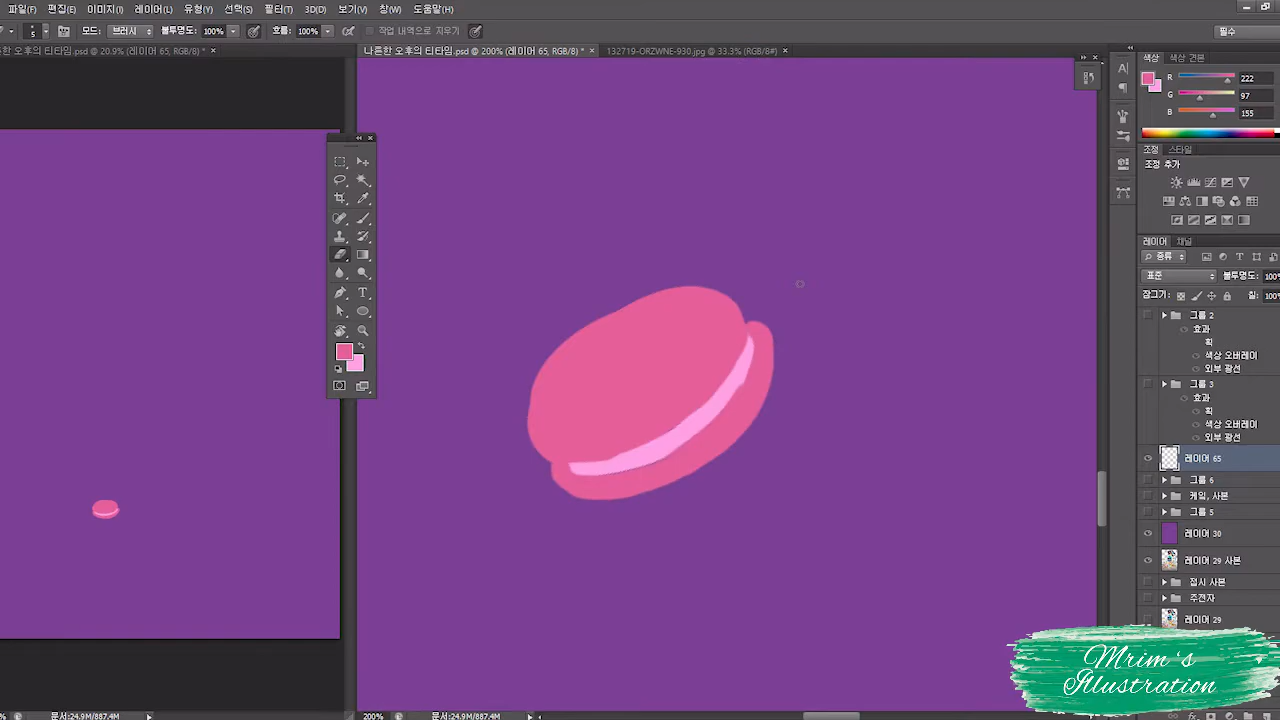 파일(F) 편집(E) 이미지(I) 레이어(L) 유형(Y) 선택(S) 필터(T) 3D(D) 보기(V) 창(W) 도움말(H)
5 모드: 브러시 불투명도: 100% 흐름: 100% 작업 내역으로 지우기 필수
한 오후의 티타임.psd @ 20.9% (레이어 65, RGB/8) * 나른한 오후의 티타임.psd @ 200% (레이어 65, RGB/8) * 132719-ORZWNE-930.jpg @ 33.3% (RGB/8#)
색상 색상 견본
R 222
G 97
B 155
조정 스타일
조정 추가
레이어 채널
종류
표준 불투명도: 100%
잠그기: 칠: 100%
그룹 2
효과
획
색상 오버레이
외부 광선
그룹 3
효과
획
색상 오버레이
외부 광선
레이어 65
그룹 6
케잌, 사본
그룹 5
레이어 30
레이어 29 사본
접시 사본
주전자
레이어 29
Mrim's
Illustration
문서:24.9M/887.4M 200% 문서:24.9M/887.4M